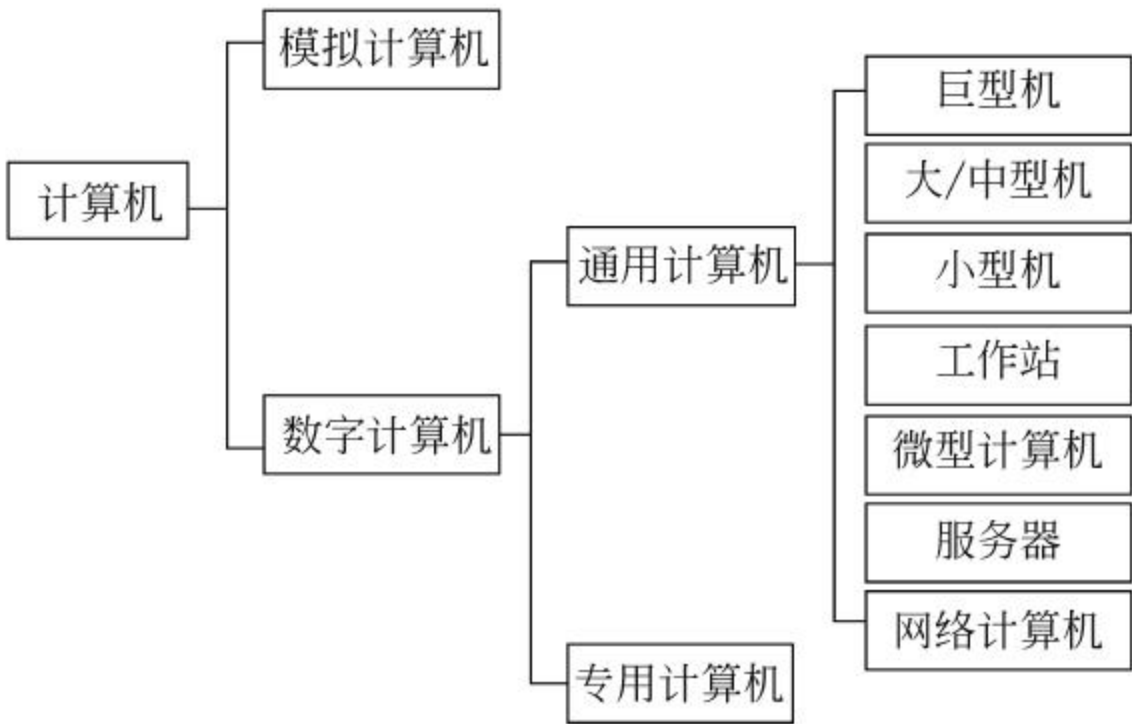 计算机
模拟计算机
数字计算机
通用计算机
专用计算机
巨型机
大/中型机
小型机
工作站
微型计算机
服务器
网络计算机